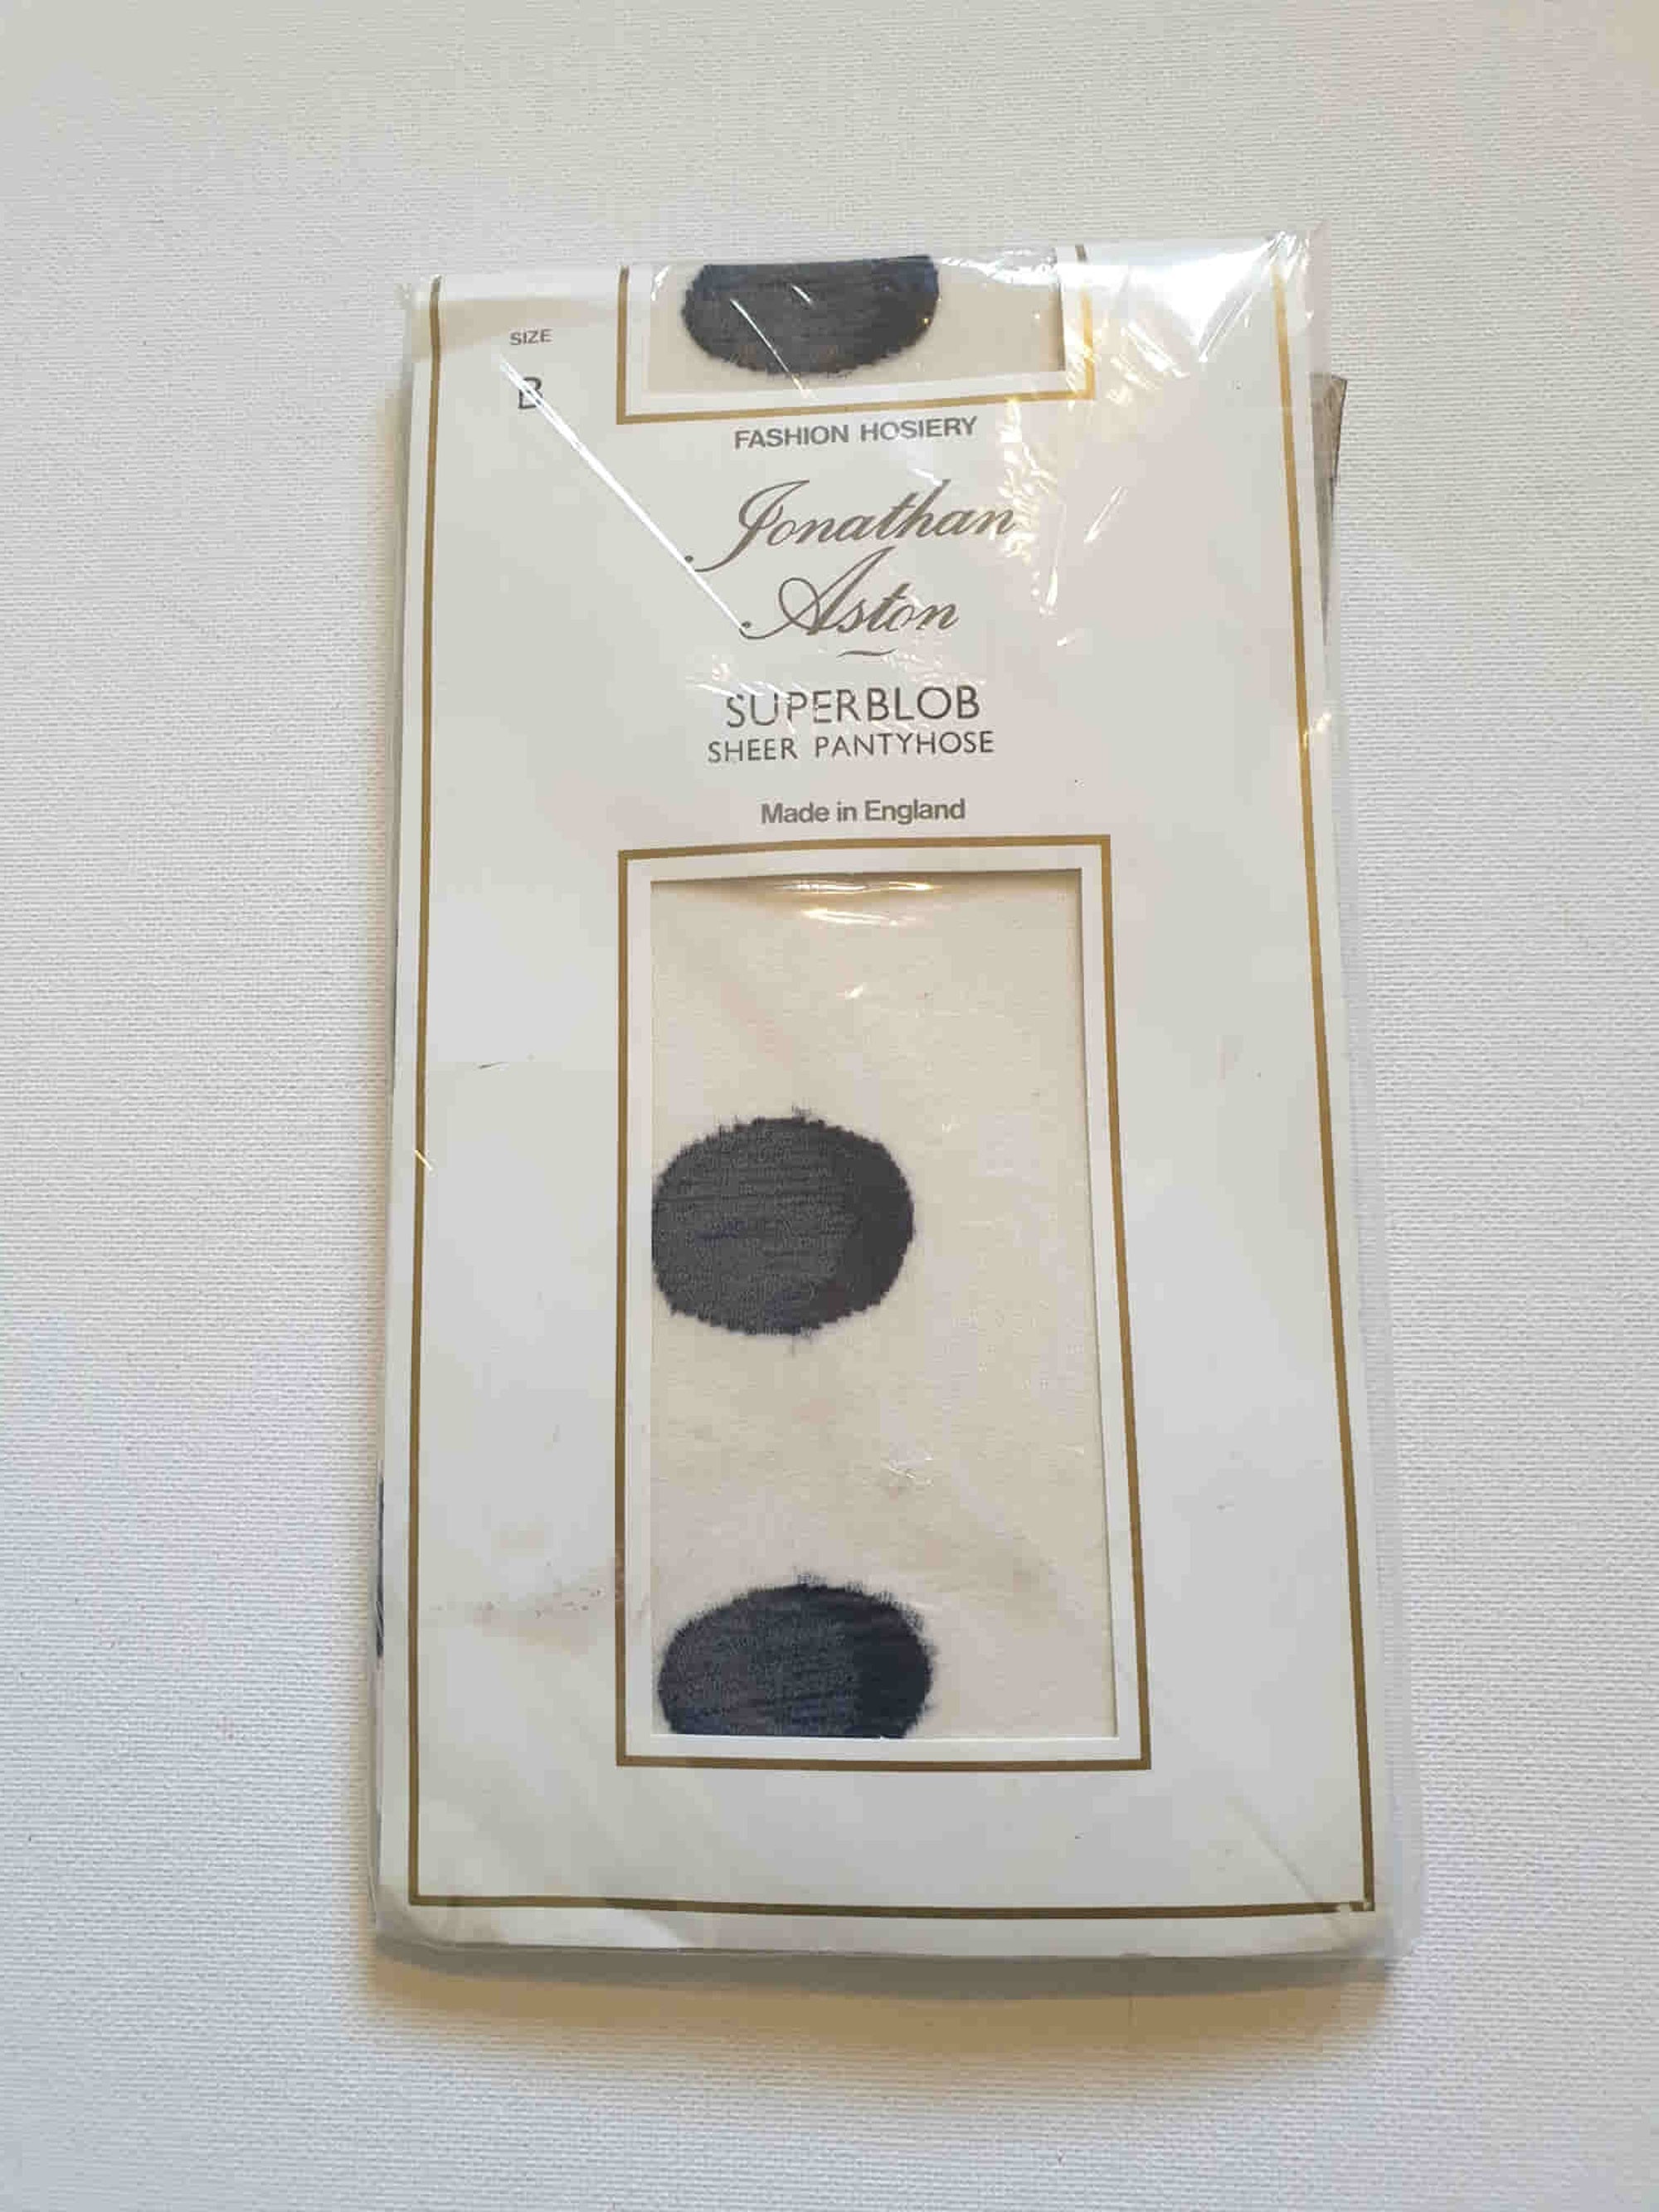 SIZE
B
FASHION HOSIERY
Jonathan
Aston
SUPERBLOB
SHEER PANTYHOSE
Made in England